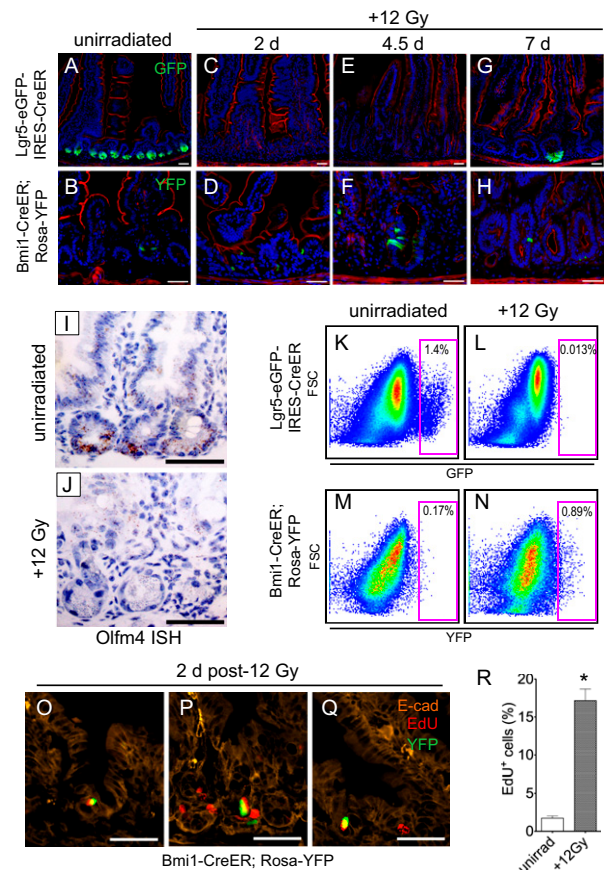 +12 Gy
unirradiated
2 d
4.5 d
7 d
Lgr5-eGFP-
IRES-CreER
A
GFP
C
E
G
Bmi1-CreER;
Rosa-YFP
B
YFP
D
F
H
unirradiated
I
+12 Gy
J
Olfm4 ISH
unirradiated
+12 Gy
Lgr5-eGFP-
IRES-CreER
FSC
K
1.4%
L
0.013%
GFP
Bmi1-CreER;
Rosa-YFP
FSC
M
0.17%
N
0.89%
YFP
2 d post-12 Gy
O
P
Q
E-cad
EdU
YFP
Bmi1-CreER; Rosa-YFP
R
EdU+ cells (%)
20
15
10
5
0
*
unirrad
+12Gy